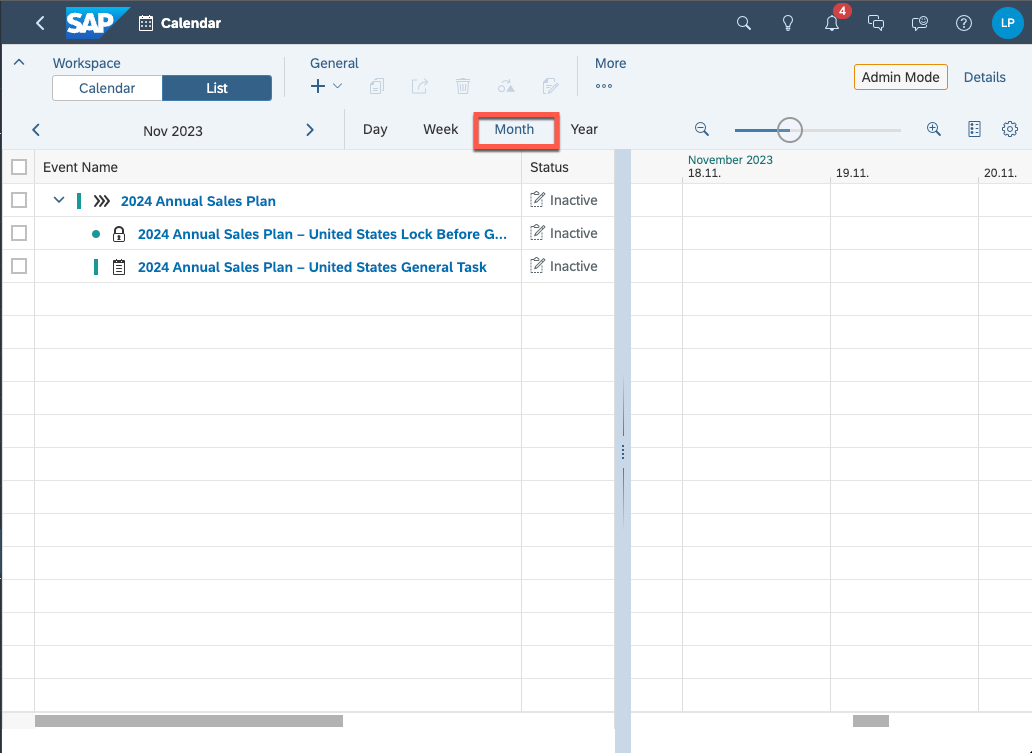 SAP Calendar 4 LP
Workspace General More
Calendar List Admin Mode Details
Nov 2023 Day Week Month Year
Event Name Status November 2023
18.11. 19.11. 20.11.
2024 Annual Sales Plan Inactive
2024 Annual Sales Plan – United States Lock Before G... Inactive
2024 Annual Sales Plan – United States General Task Inactive